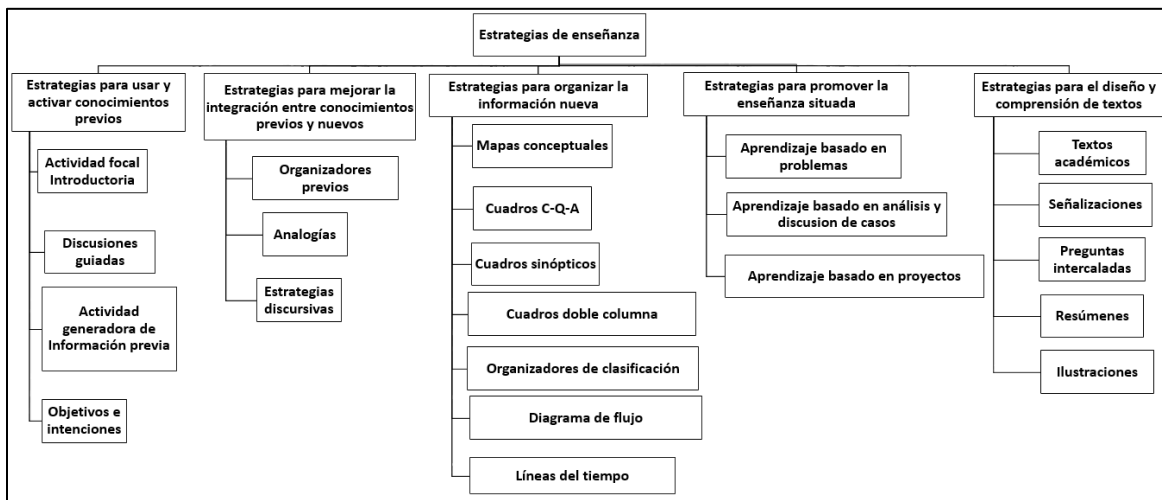 Estrategias de enseñanza
Estrategias para usar y
activar conocimientos
previos
Actividad focal
Introductoria
Discusiones
guiadas
Actividad
generadora de
Información previa
Objetivos e
intenciones
Estrategias para mejorar la
integración entre conocimientos
previos y nuevos
Organizadores
previos
Analogías
Estrategias
discursivas
Estrategias para organizar la
información nueva
Mapas conceptuales
Cuadros C-Q-A
Cuadros sinópticos
Cuadros doble columna
Organizadores de clasificación
Diagrama de flujo
Líneas del tiempo
Estrategias para promover
la enseñanza situada
Aprendizaje basado en
problemas
Aprendizaje basado en análisis y
discusion de casos
Aprendizaje basado en proyectos
Estrategias para el diseño y
comprensión de textos
Textos
académicos
Señalizaciones
Preguntas
intercaladas
Resúmenes
Ilustraciones